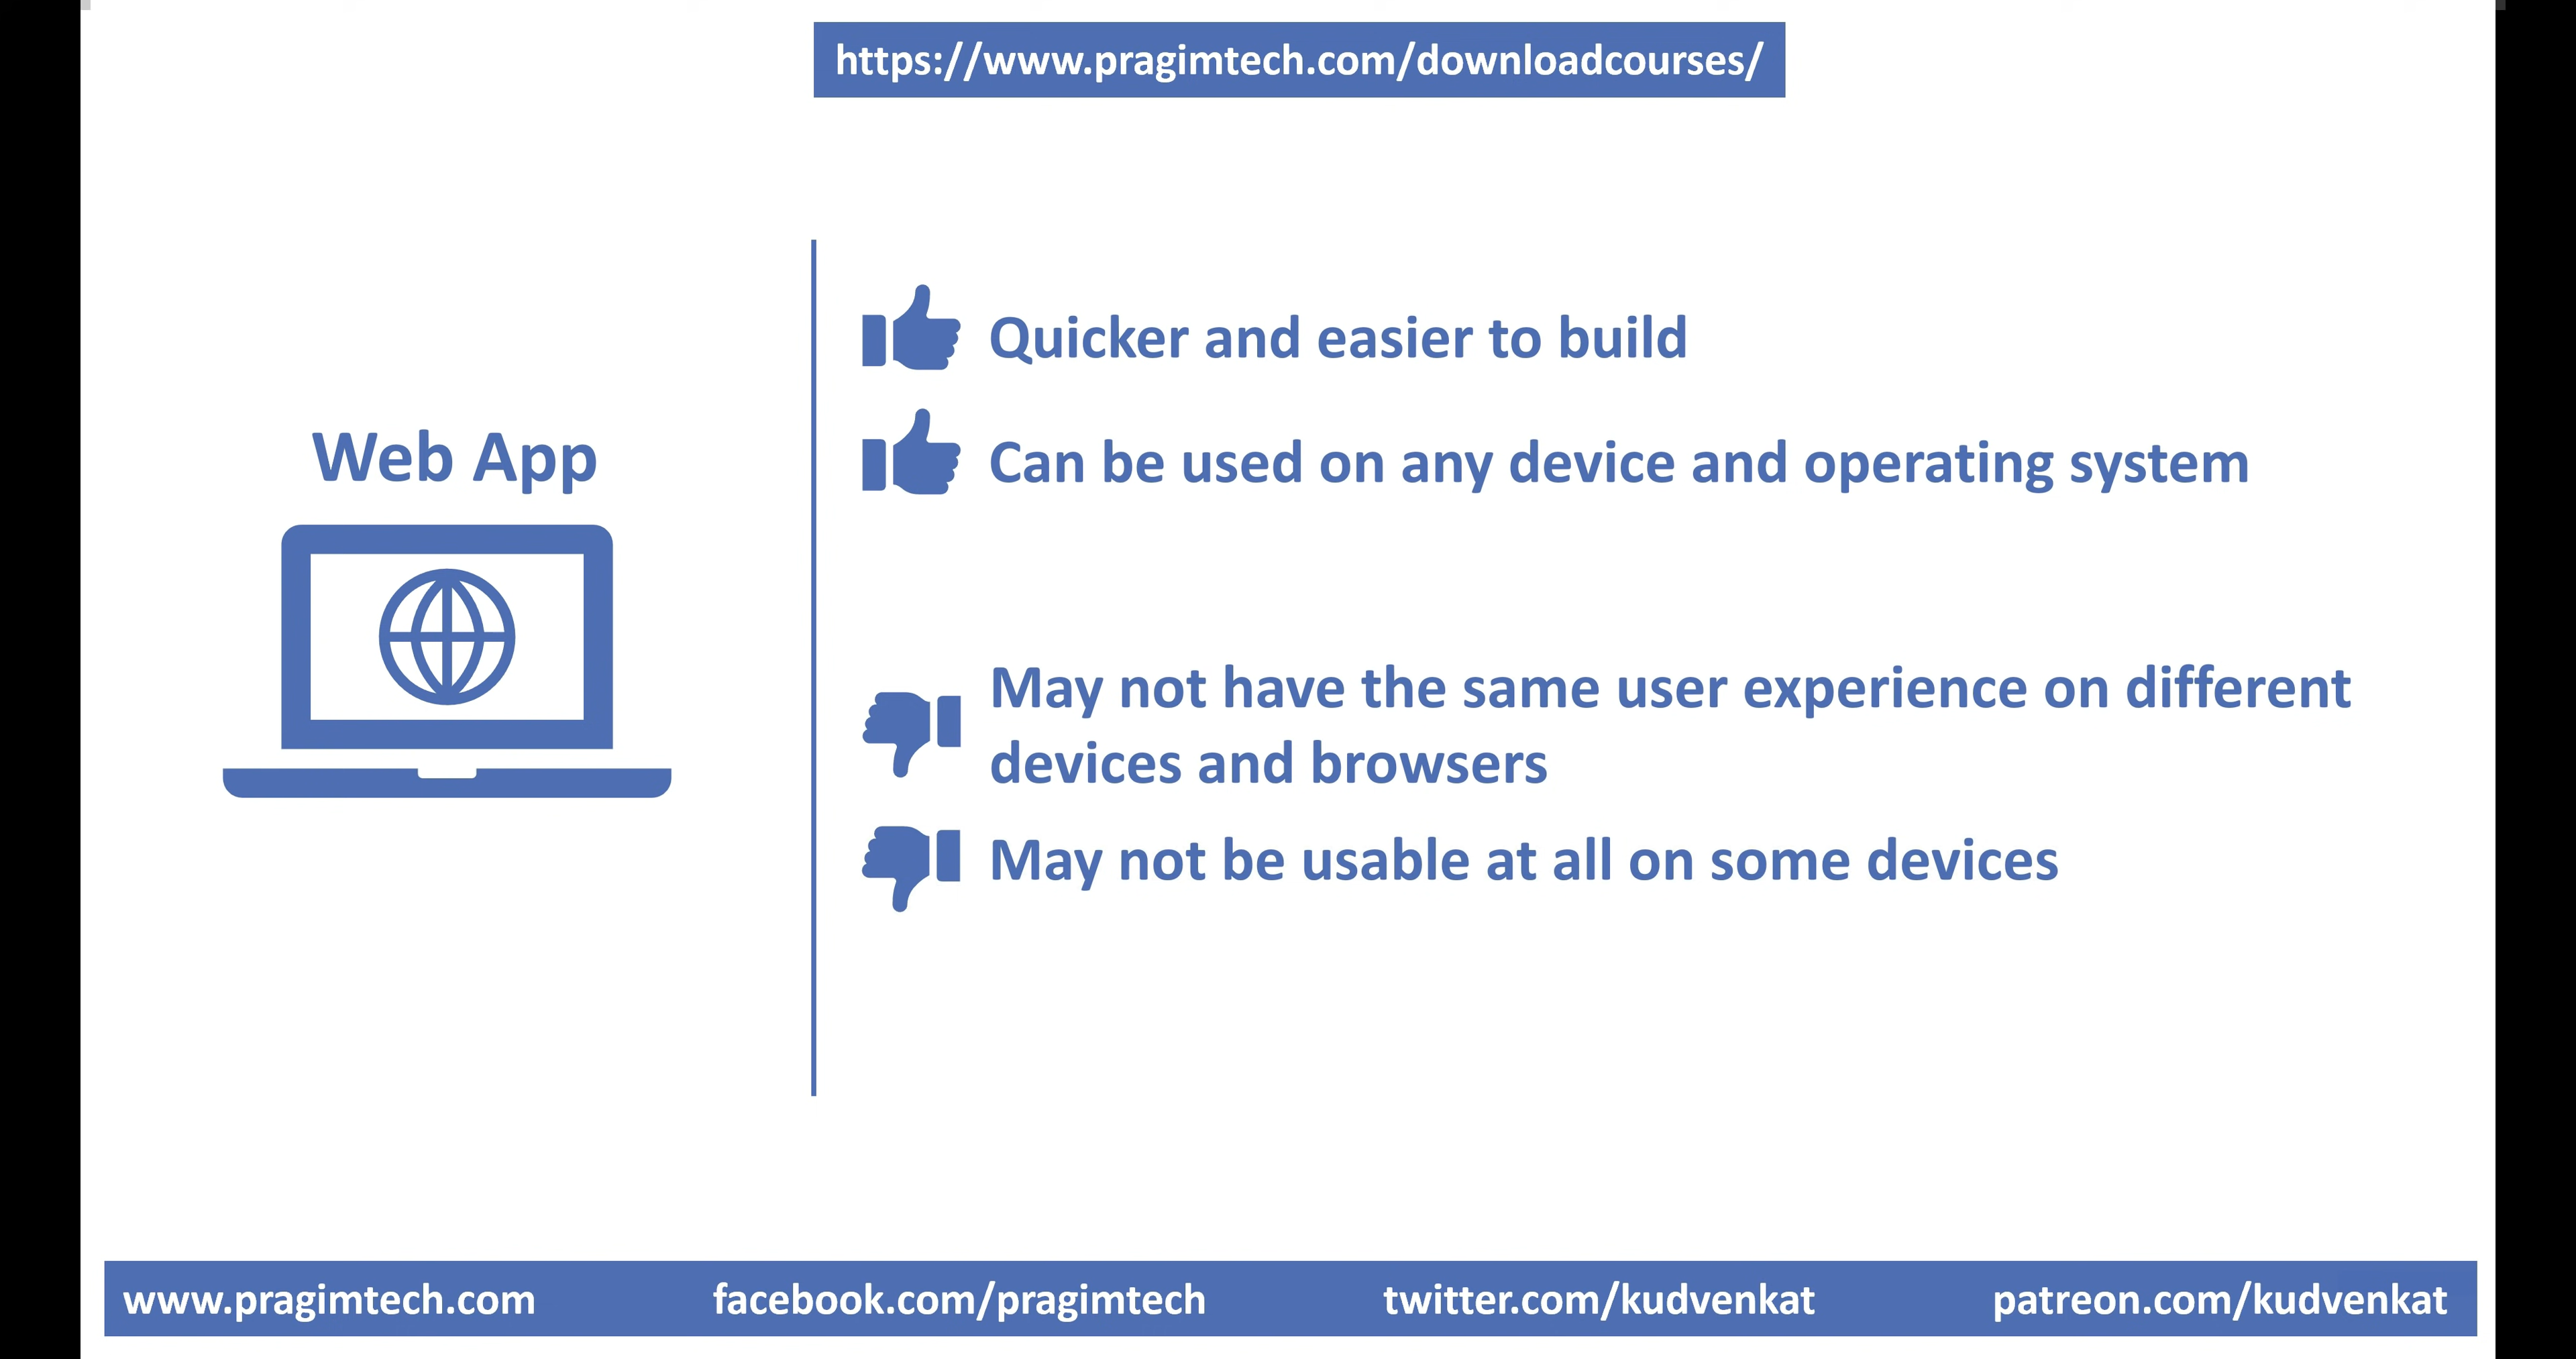 https://www.pragimtech.com/downloadcourses/
Web App
Quicker and easier to build
Can be used on any device and operating system
May not have the same user experience on different
devices and browsers
May not be usable at all on some devices
www.pragimtech.com facebook.com/pragimtech twitter.com/kudvenkat patreon.com/kudvenkat